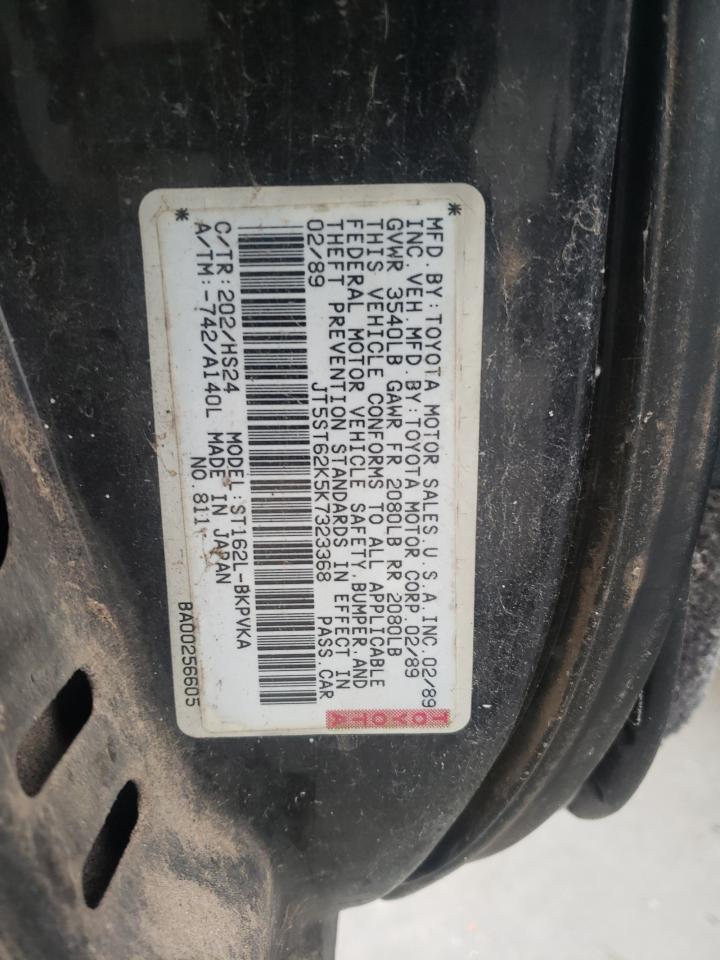 * MFD.BY:TOYOTA MOTOR SALES,U.S.A,INC.02/89
INC.VEH.MFD.BY:TOYOTA MOTOR CORP.02/89
GVWR 3540LB GAWR FR 2080LB RR 2080LB
THIS VEHICLE CONFORMS TO ALL APPLICABLE
FEDERAL MOTOR VEHICLE SAFETY,BUMPER,AND
THEFT PREVENTION STANDARDS IN EFFECT IN
02/89 JT5ST62K5K7323368 PASS.CAR
TOYOTA
C/TR:202/HS24 MODEL:ST162L-BKPVKA
* A/TM:-742/A140L MADE IN JAPAN
NO.811
BA00256605